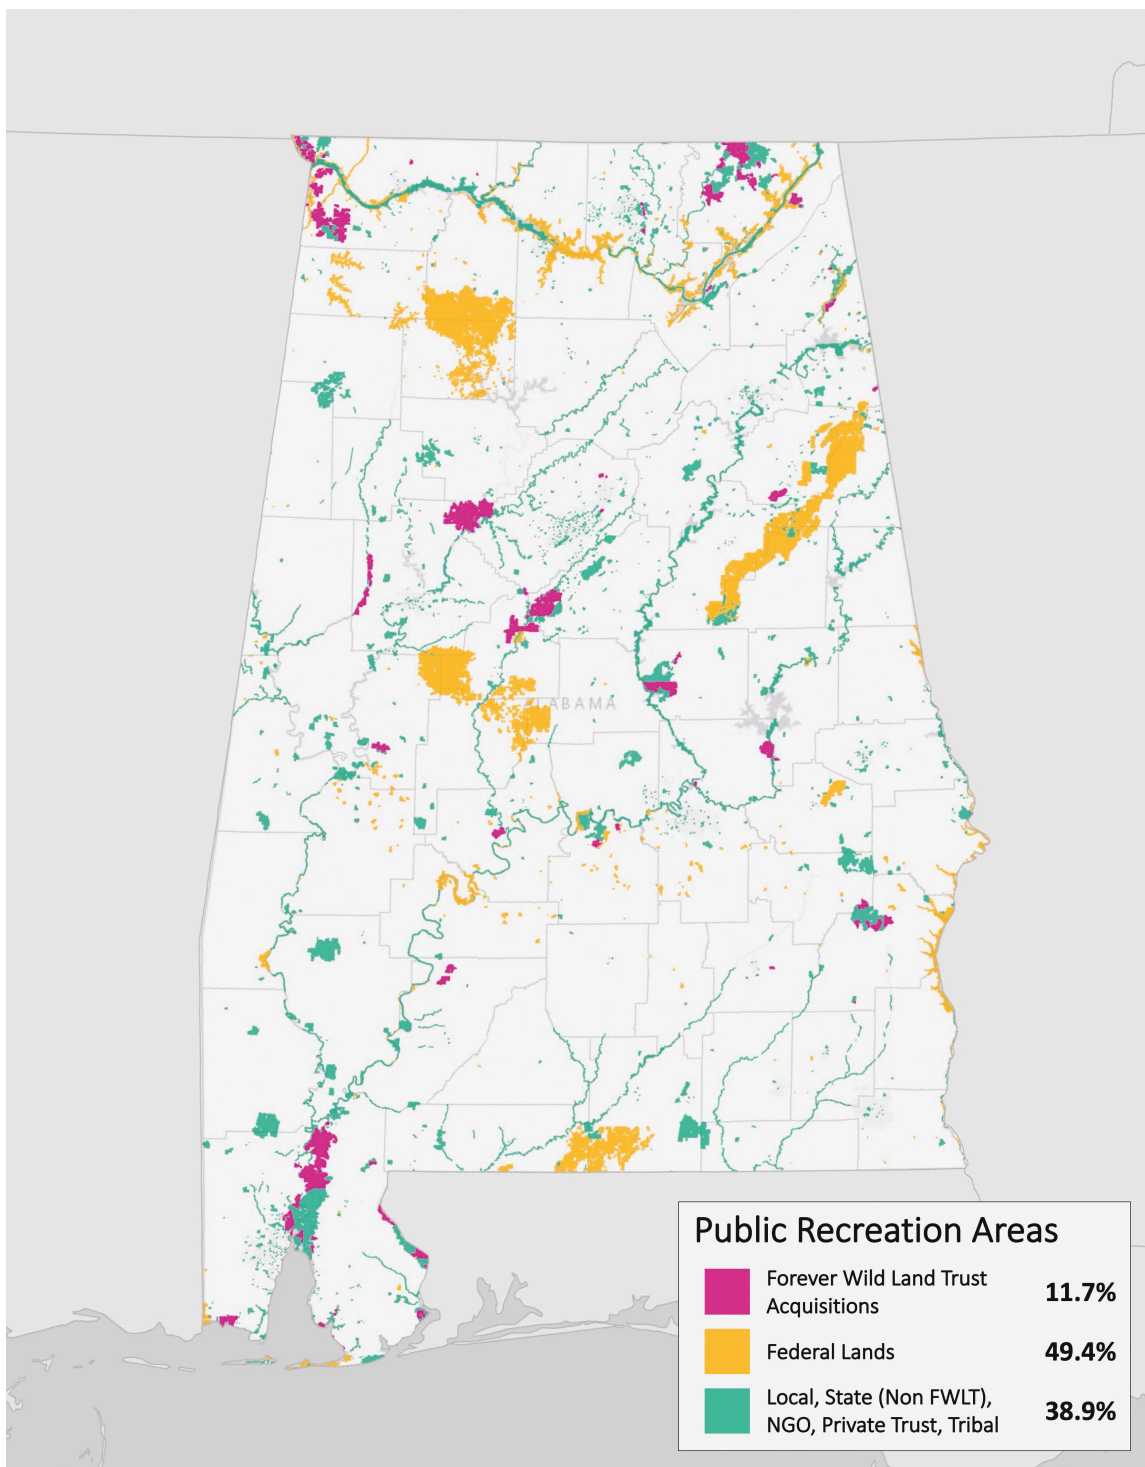 ALABAMA
Public Recreation Areas
Forever Wild Land Trust
Acquisitions
11.7%
Federal Lands
49.4%
Local, State (Non FWLT),
NGO, Private Trust, Tribal
38.9%